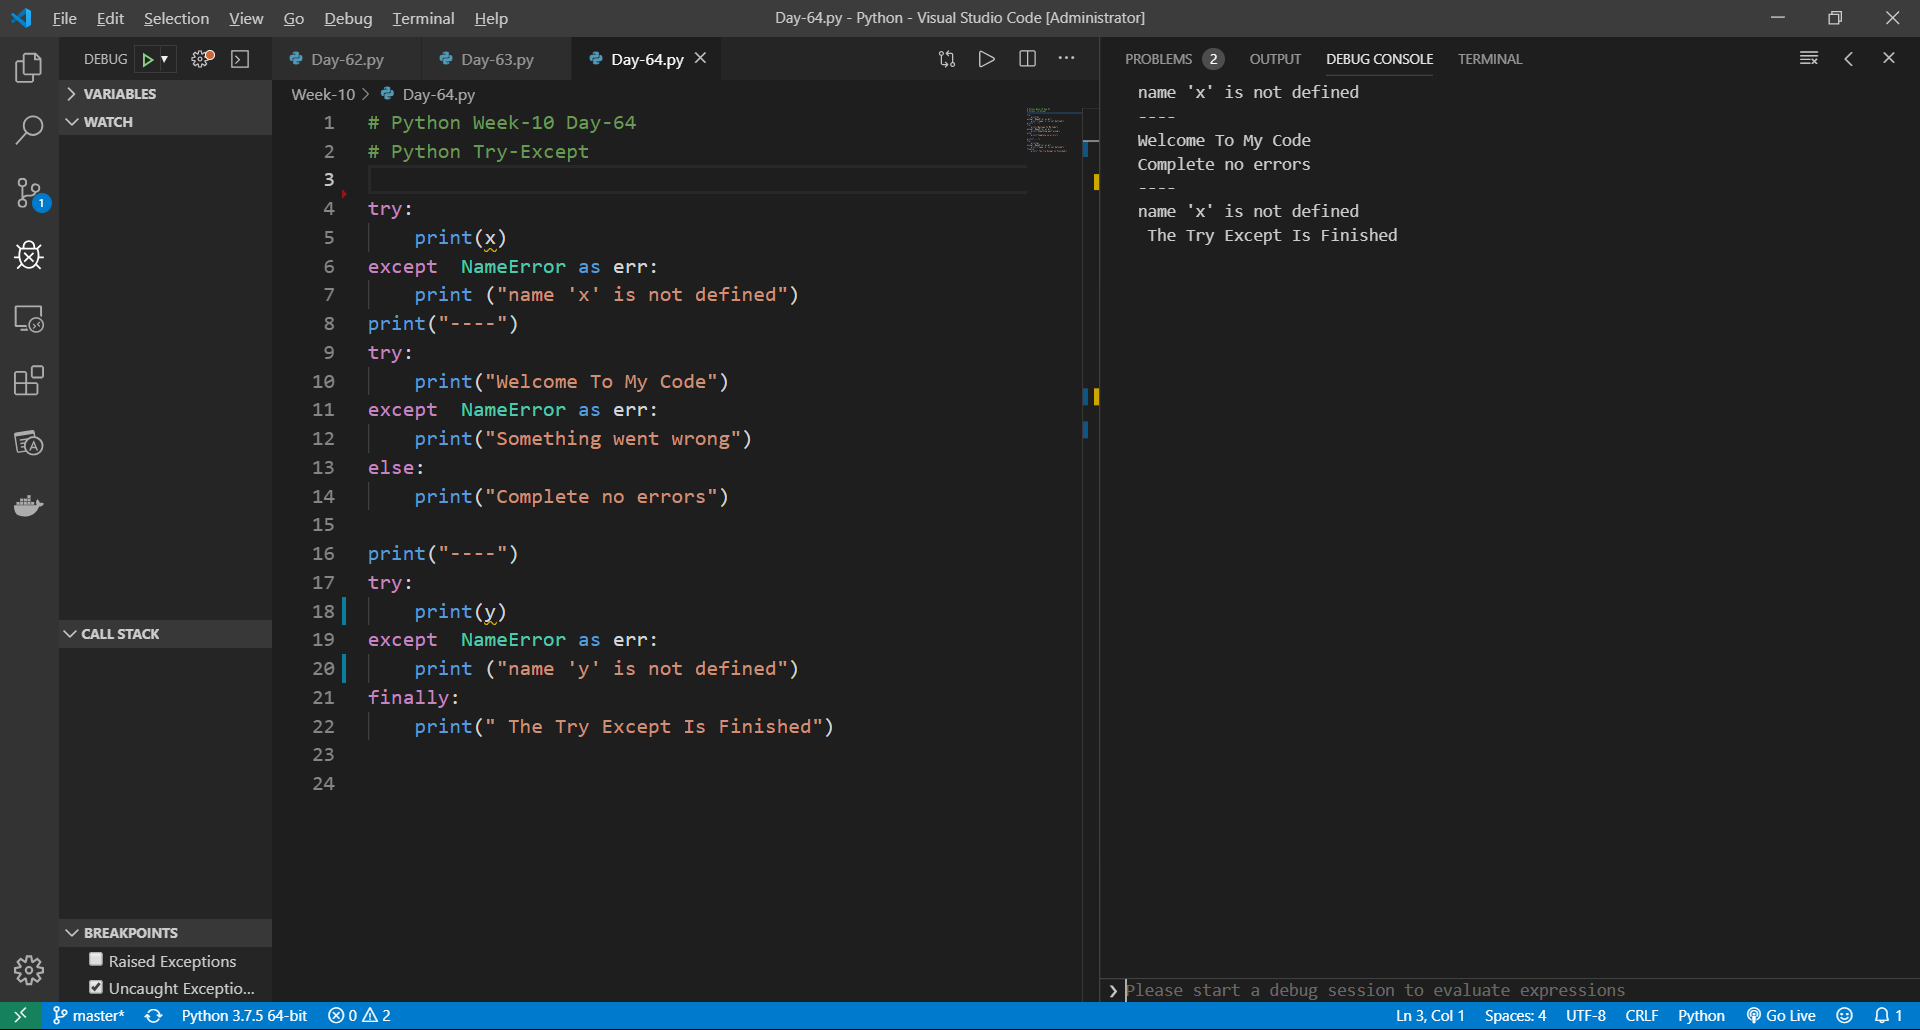 File Edit Selection View Go Debug Terminal Help
Day-64.py - Python - Visual Studio Code [Administrator]
DEBUG
Day-62.py
Day-63.py
Day-64.py
PROBLEMS 2 OUTPUT DEBUG CONSOLE TERMINAL
VARIABLES
WATCH
CALL STACK
BREAKPOINTS
Raised Exceptions
Uncaught Exceptio...
1
Week-10 > Day-64.py
1 # Python Week-10 Day-64
2 # Python Try-Except
3
4 try:
5     print(x)
6 except  NameError as err:
7     print ("name 'x' is not defined")
8 print("----")
9 try:
10     print("Welcome To My Code")
11 except  NameError as err:
12     print("Something went wrong")
13 else:
14     print("Complete no errors")
15
16 print("----")
17 try:
18     print(y)
19 except  NameError as err:
20     print ("name 'y' is not defined")
21 finally:
22     print(" The Try Except Is Finished")
23
24
name 'x' is not defined
----
Welcome To My Code
Complete no errors
----
name 'x' is not defined
 The Try Except Is Finished
Please start a debug session to evaluate expressions
master* Python 3.7.5 64-bit 0 2
Ln 3, Col 1 Spaces: 4 UTF-8 CRLF Python Go Live 1